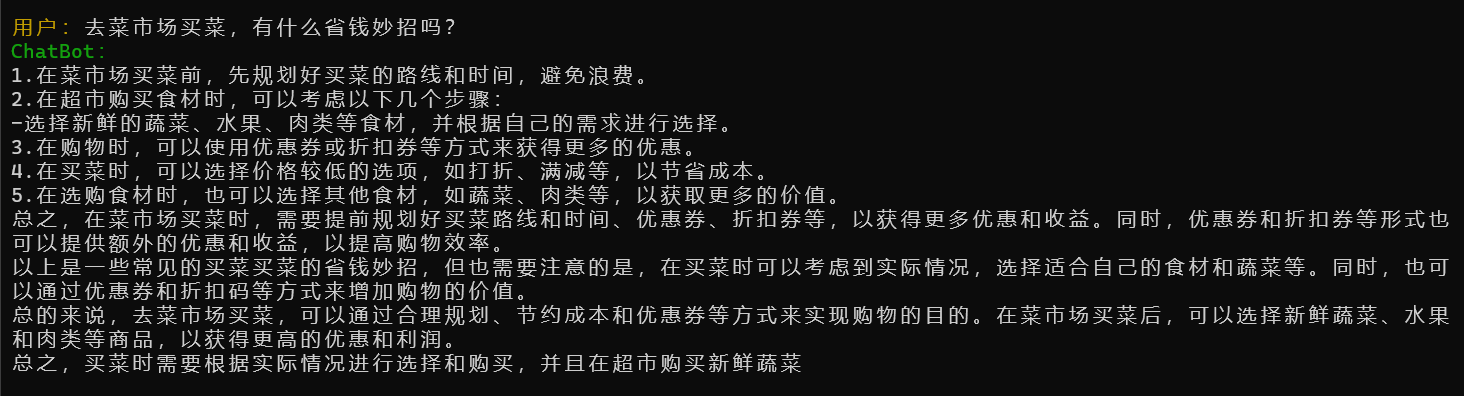 用户：去菜市场买菜，有什么省钱妙招吗？
ChatBot：
1.在菜市场买菜前，先规划好买菜的路线和时间，避免浪费。
2.在超市购买食材时，可以考虑以下几个步骤：
-选择新鲜的蔬菜、水果、肉类等食材，并根据自己的需求进行选择。
3.在购物时，可以使用优惠券或折扣券等方式来获得更多的优惠。
4.在买菜时，可以选择价格较低的选项，如打折、满减等，以节省成本。
5.在选购食材时，也可以选择其他食材，如蔬菜、肉类等，以获取更多的价值。
总之，在菜市场买菜时，需要提前规划好买菜路线和时间、优惠券、折扣券等，以获得更多优惠和收益。同时，优惠券和折扣券等形式也
可以提供额外的优惠和收益，以提高购物效率。
以上是一些常见的买菜买菜的省钱妙招，但也需要注意的是，在买菜时可以考虑到实际情况，选择适合自己的食材和蔬菜等。同时，也可
以通过优惠券和折扣码等方式来增加购物的价值。
总的来说，去菜市场买菜，可以通过合理规划、节约成本和优惠券等方式来实现购物的目的。在菜市场买菜后，可以选择新鲜蔬菜、水果
和肉类等商品，以获得更高的优惠和利润。
总之，买菜时需要根据实际情况进行选择和购买，并且在超市购买新鲜蔬菜